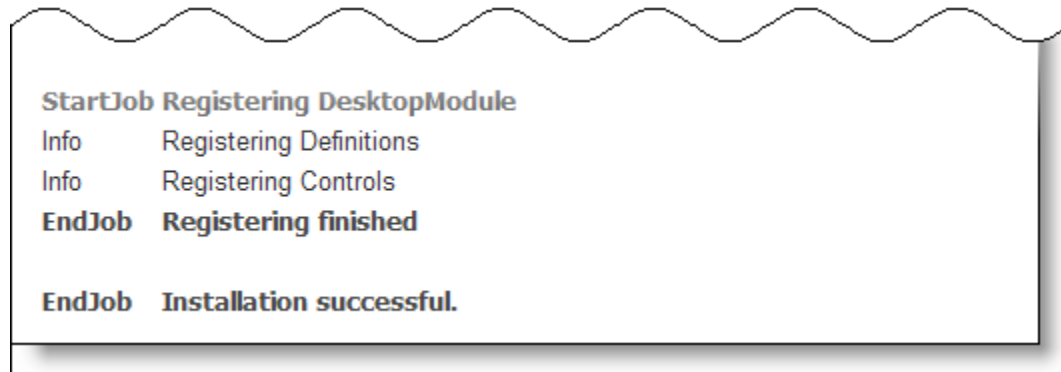 StartJob Registering DesktopModule
Info Registering Definitions
Info Registering Controls
EndJob Registering finished
EndJob Installation successful.